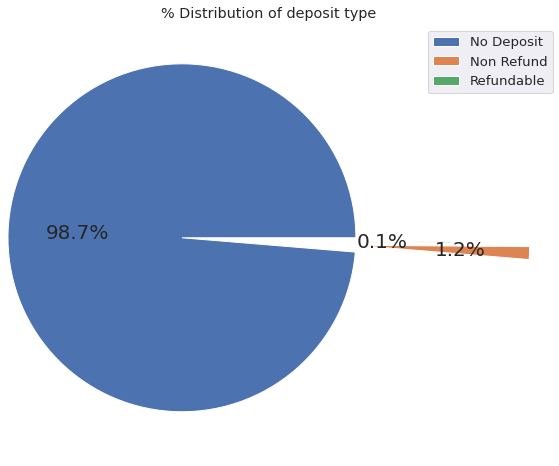 % Distribution of deposit type
No Deposit
Non Refund
Refundable
98.7%
0.1%
1.2%